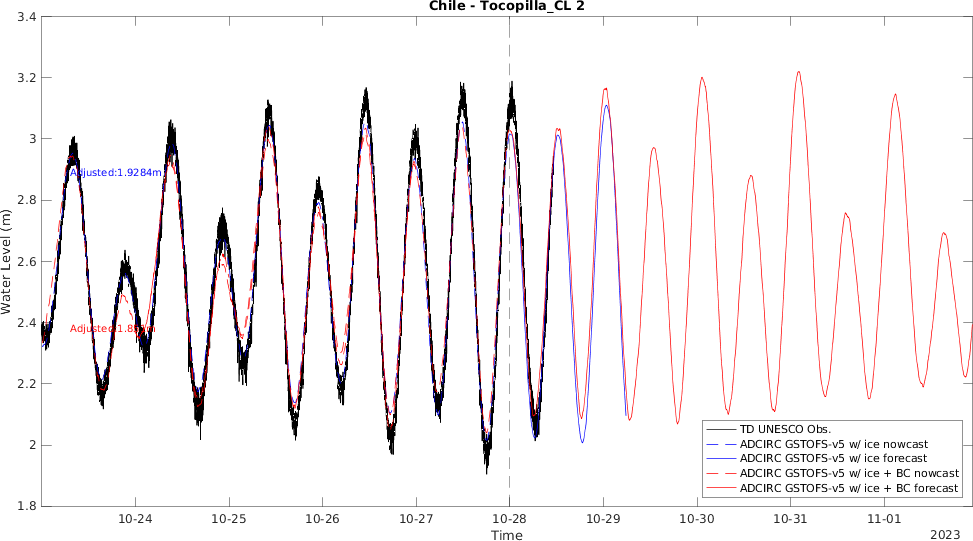 Chile - Tocopilla_CL 2
3.4
3.2
3
2.8
2.6
2.4
2.2
2
1.8
Water Level (m)
Adjusted:1.9284m
TD UNESCO Obs.
ADCIRC GSTOFS-v5 w/ ice nowcast
ADCIRC GSTOFS-v5 w/ ice forecast
ADCIRC GSTOFS-v5 w/ ice + BC nowcast
ADCIRC GSTOFS-v5 w/ ice + BC forecast
10-24 10-25 10-26 10-27 10-28 10-29 10-30 10-31 11-01
Time
2023